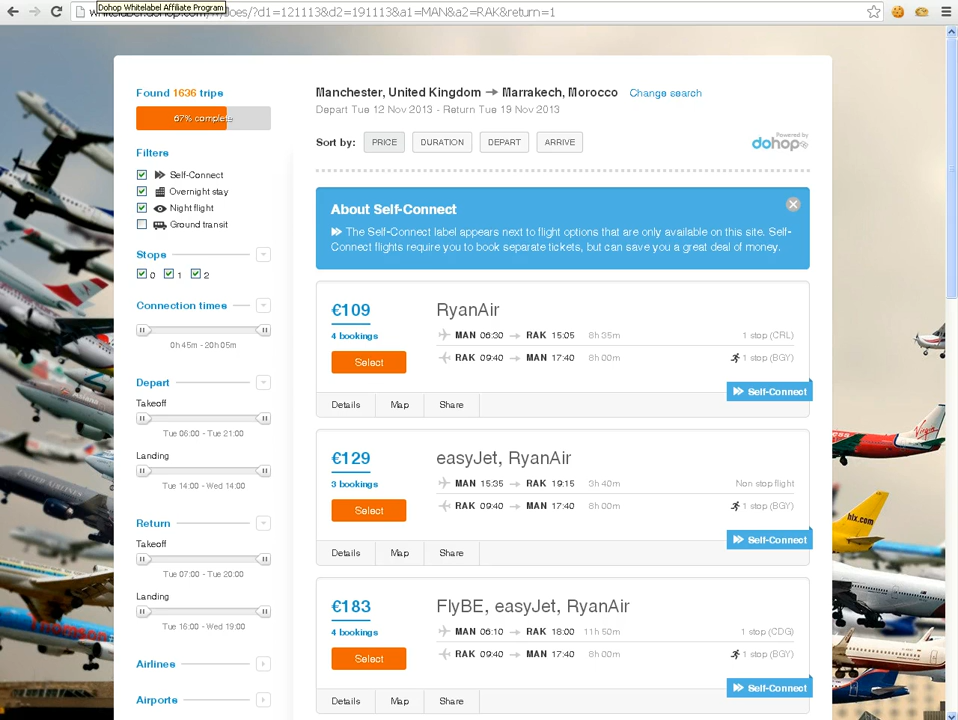 Dohop Whitelabel Affiliate Program
/?d1=121113&d2=191113&a1=MAN&a2=RAK&return=1
Found 1636 trips
67% complete
Filters
Self-Connect
Overnight stay
Night flight
Ground transit
Stops
0 1 2
Connection times
0h 45m - 20h 05m
Depart
Takeoff
Tue 06:00 - Tue 21:00
Landing
Tue 14:00 - Wed 14:00
Return
Takeoff
Tue 07:00 - Tue 20:00
Landing
Tue 16:00 - Wed 19:00
Airlines
Airports
Manchester, United Kingdom → Marrakech, Morocco Change search
Depart Tue 12 Nov 2013 - Return Tue 19 Nov 2013
Sort by: PRICE DURATION DEPART ARRIVE
Powered by
dohop
About Self-Connect
The Self-Connect label appears next to flight options that are only available on this site. Self-
Connect flights require you to book separate tickets, but can save you a great deal of money.
€109 RyanAir
4 bookings MAN 06:30 → RAK 15:05 8h 35m 1 stop (CRL)
Select RAK 09:40 → MAN 17:40 8h 00m 1 stop (BGY)
Self-Connect
Details Map Share
€129 easyJet, RyanAir
3 bookings MAN 15:35 → RAK 19:15 3h 40m Non stop flight
Select RAK 09:40 → MAN 17:40 8h 00m 1 stop (BGY)
Self-Connect
Details Map Share
€183 FlyBE, easyJet, RyanAir
4 bookings MAN 06:10 → RAK 18:00 11h 50m 1 stop (CDG)
Select RAK 09:40 → MAN 17:40 8h 00m 1 stop (BGY)
Self-Connect
Details Map Share
Virgin
hlx.com